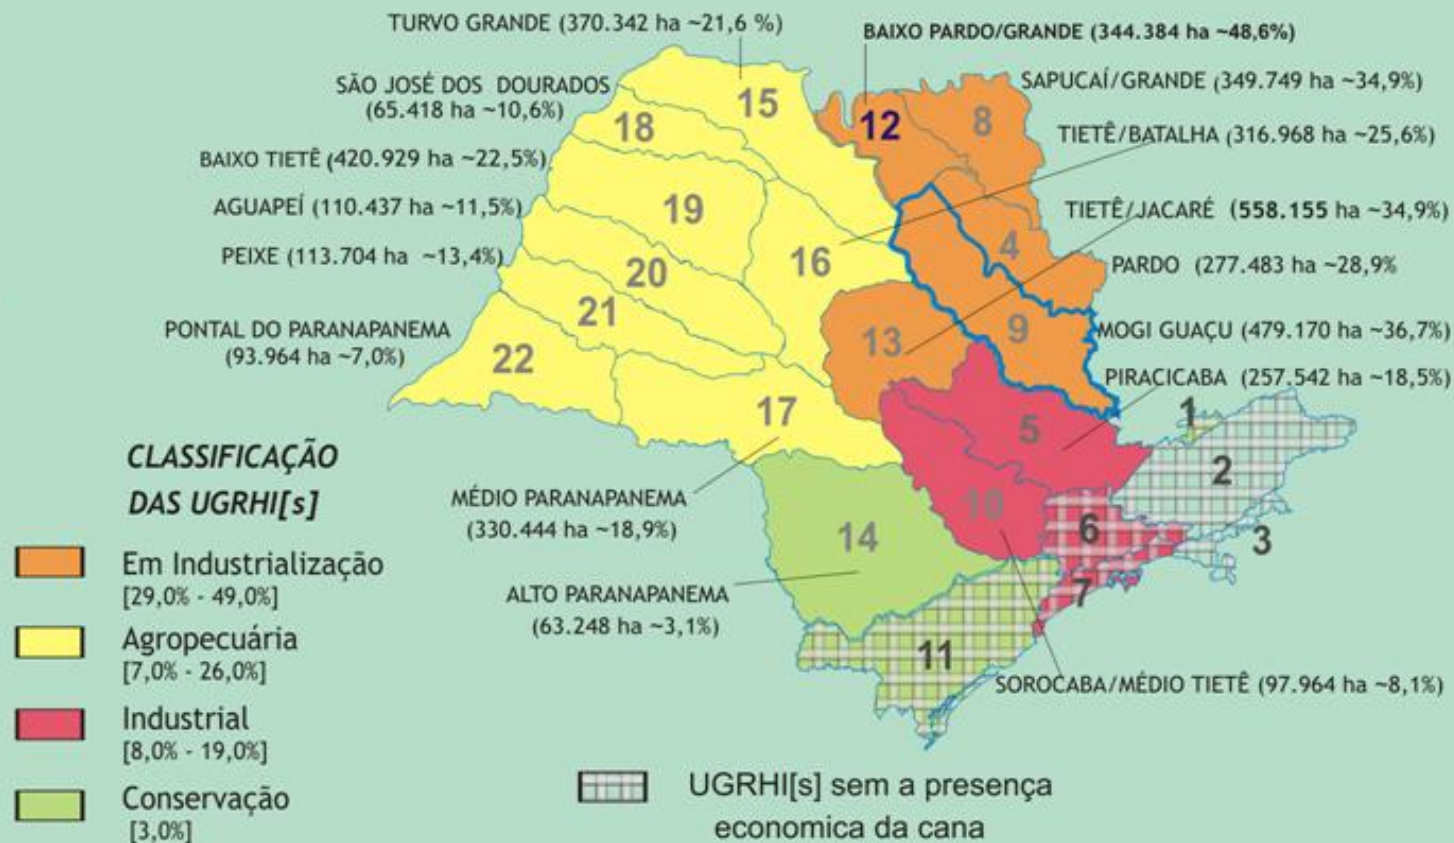 TURVO GRANDE (370.342 ha ~21,6 %)
BAIXO PARDO/GRANDE (344.384 ha ~48,6%)
SÃO JOSÉ DOS DOURADOS
(65.418 ha ~10,6%)
SAPUCAÍ/GRANDE (349.749 ha ~34,9%)
BAIXO TIETÊ (420.929 ha ~22,5%)
TIETÊ/BATALHA (316.968 ha ~25,6%)
AGUAPEÍ (110.437 ha ~11,5%)
TIETÊ/JACARÉ (558.155 ha ~34,9%)
PEIXE (113.704 ha ~13,4%)
PARDO (277.483 ha ~28,9%
PONTAL DO PARANAPANEMA
(93.964 ha ~7,0%)
MOGI GUAÇU (479.170 ha ~36,7%)
PIRACICABA (257.542 ha ~18,5%)
15
12
8
18
19
4
16
20
21
13
9
22
17
5
1
2
10
6
3
14
7
11
MÉDIO PARANAPANEMA
(330.444 ha ~18,9%)
ALTO PARANAPANEMA
(63.248 ha ~3,1%)
SOROCABA/MÉDIO TIETÊ (97.964 ha ~8,1%)
CLASSIFICAÇÃO
DAS UGRHI[s]
Em Industrialização
[29,0% - 49,0%]
Agropecuária
[7,0% - 26,0%]
Industrial
[8,0% - 19,0%]
Conservação
[3,0%]
UGRHI[s] sem a presença
economica da cana